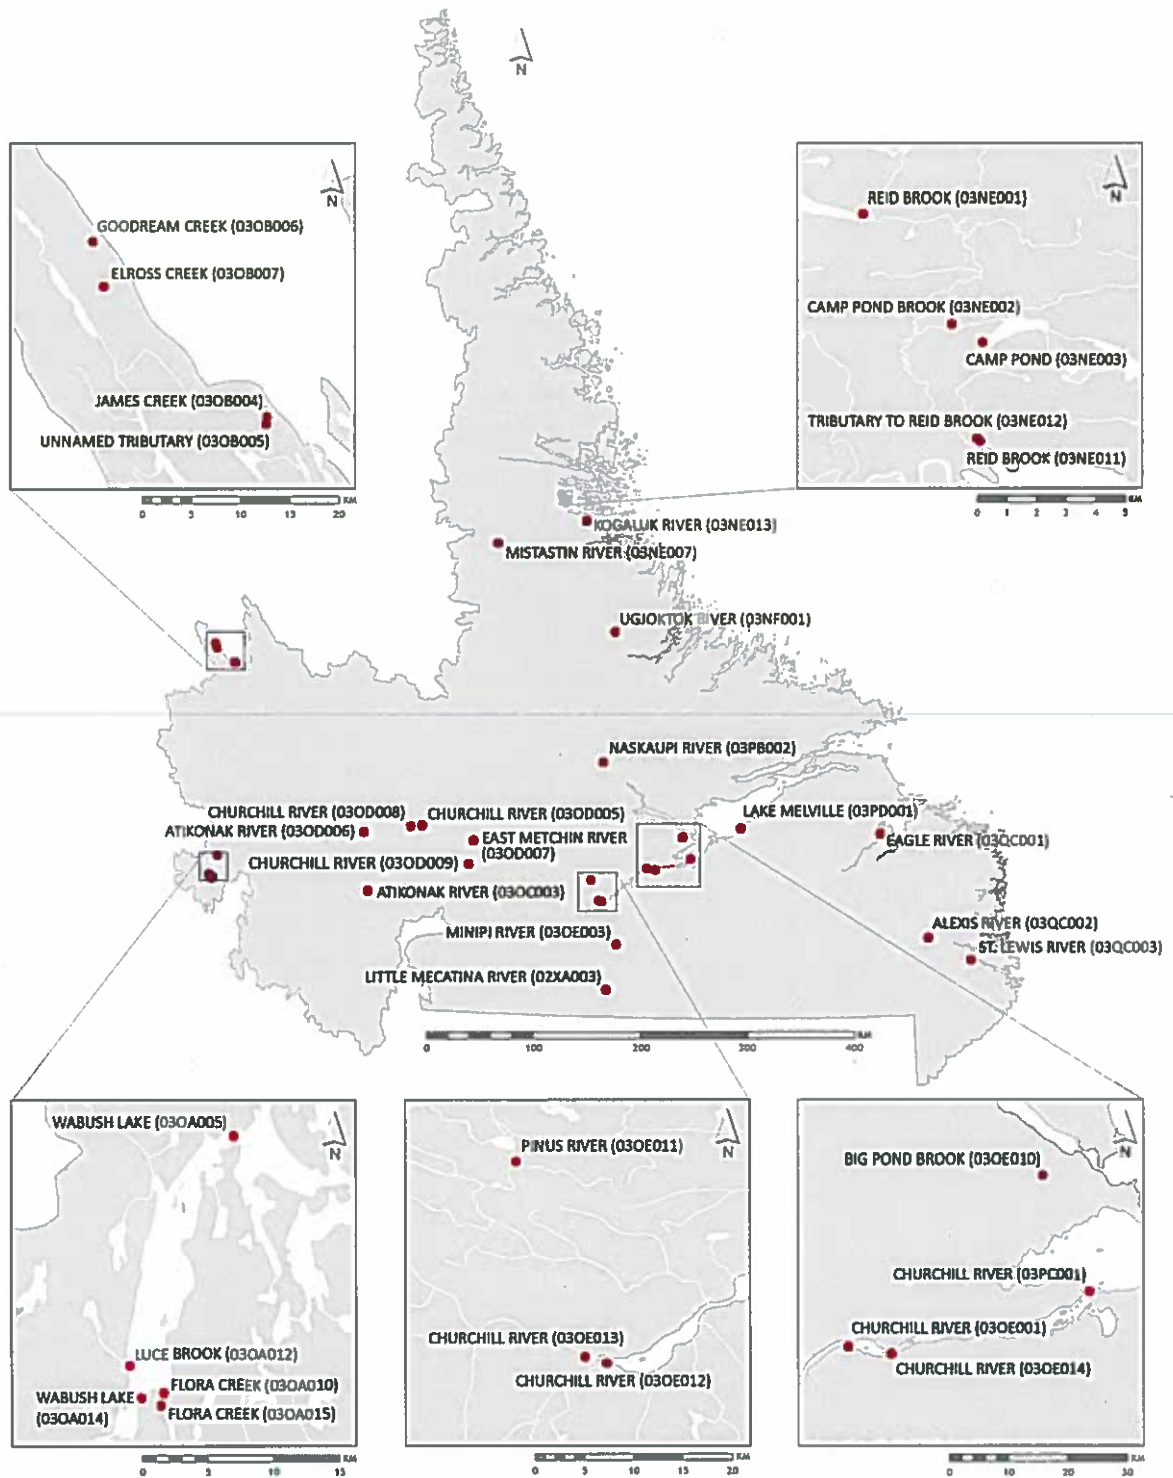 N
N
GOODREAM CREEK (03OB006)
ELROSS CREEK (03OB007)
JAMES CREEK (03OB004)
UNNAMED TRIBUTARY (03OB005)
0 5 10 15 20 KM
N
REID BROOK (03NE001)
CAMP POND BROOK (03NE002)
CAMP POND (03NE003)
TRIBUTARY TO REID BROOK (03NE012)
REID BROOK (03NE011)
0 1 2 3 4 5 KM
KOGALUK RIVER (03NE013)
MISTASTIN RIVER (03NE007)
UGJOKTOK RIVER (03NF001)
NASKAUPI RIVER (03PB002)
CHURCHILL RIVER (03OD008)
CHURCHILL RIVER (03OD005)
LAKE MELVILLE (03PD001)
ATIKONAK RIVER (03OD006)
EAST METCHIN RIVER
(03OD007)
EAGLE RIVER (03QC001)
CHURCHILL RIVER (03OD009)
ATIKONAK RIVER (03OC003)
ALEXIS RIVER (03QC002)
MINIPI RIVER (03OE003)
ST. LEWIS RIVER (03QC003)
LITTLE MECATINA RIVER (02XA003)
0 100 200 300 400 KM
WABUSH LAKE (03OA005)
N
LUCE BROOK (03OA012)
FLORA CREEK (03OA010)
WABUSH LAKE
(03OA014)
FLORA CREEK (03OA015)
0 5 10 15 KM
N
PINUS RIVER (03OE011)
CHURCHILL RIVER (03OE013)
CHURCHILL RIVER (03OE012)
0 5 10 15 20 KM
N
BIG POND BROOK (03OE010)
CHURCHILL RIVER (03PC001)
CHURCHILL RIVER (03OE001)
CHURCHILL RIVER (03OE014)
0 10 20 30 KM